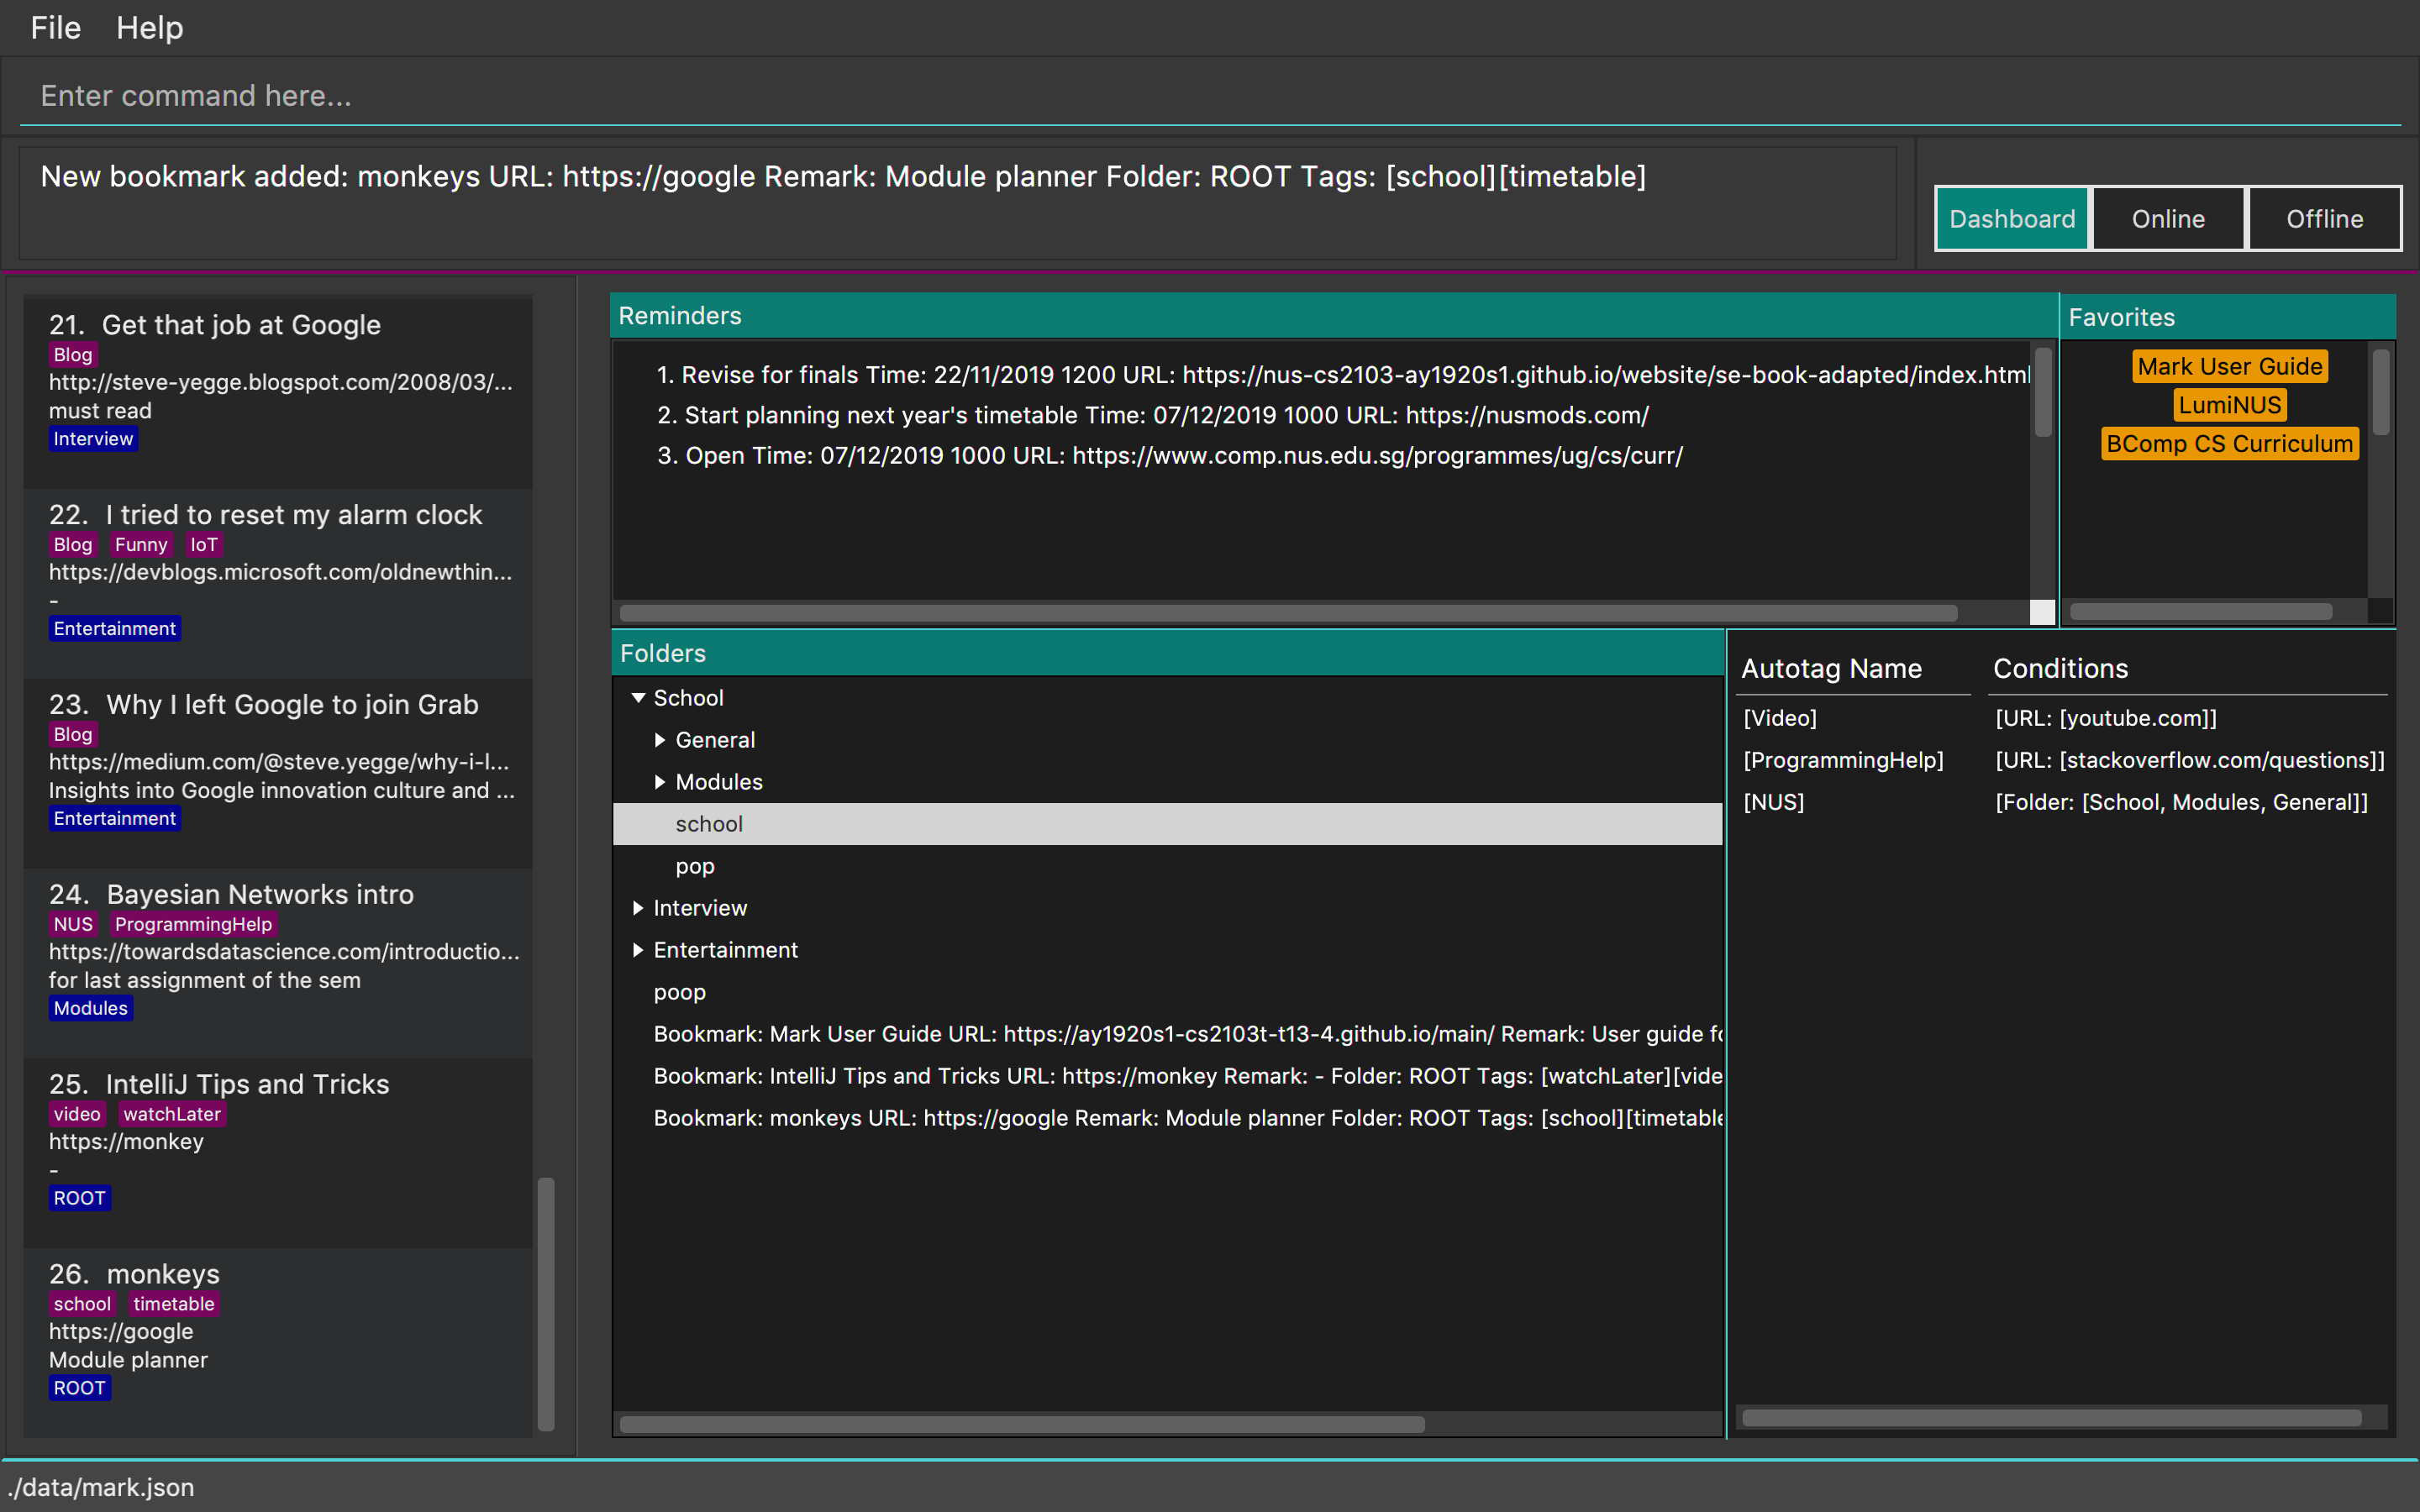 File Help
Enter command here...
New bookmark added: monkeys URL: https://google Remark: Module planner Folder: ROOT Tags: [school][timetable]
Dashboard Online Offline
21. Get that job at Google
Blog
http://steve-yegge.blogspot.com/2008/03/...
must read
Interview
22. I tried to reset my alarm clock
Blog Funny IoT
https://devblogs.microsoft.com/oldnewthin...
-
Entertainment
23. Why I left Google to join Grab
Blog
https://medium.com/@steve.yegge/why-i-l...
Insights into Google innovation culture and ...
Entertainment
24. Bayesian Networks intro
NUS ProgrammingHelp
https://towardsdatascience.com/introductio...
for last assignment of the sem
Modules
25. IntelliJ Tips and Tricks
video watchLater
https://monkey
-
ROOT
26. monkeys
school timetable
https://google
Module planner
ROOT
Reminders
1. Revise for finals Time: 22/11/2019 1200 URL: https://nus-cs2103-ay1920s1.github.io/website/se-book-adapted/index.html
2. Start planning next year's timetable Time: 07/12/2019 1000 URL: https://nusmods.com/
3. Open Time: 07/12/2019 1000 URL: https://www.comp.nus.edu.sg/programmes/ug/cs/curr/
Favorites
Mark User Guide
LumiNUS
BComp CS Curriculum
Folders
School
General
Modules
school
pop
Interview
Entertainment
poop
Bookmark: Mark User Guide URL: https://ay1920s1-cs2103t-t13-4.github.io/main/ Remark: User guide fo
Bookmark: IntelliJ Tips and Tricks URL: https://monkey Remark: - Folder: ROOT Tags: [watchLater][vide
Bookmark: monkeys URL: https://google Remark: Module planner Folder: ROOT Tags: [school][timetable
Autotag Name Conditions
[Video] [URL: [youtube.com]]
[ProgrammingHelp] [URL: [stackoverflow.com/questions]]
[NUS] [Folder: [School, Modules, General]]
./data/mark.json